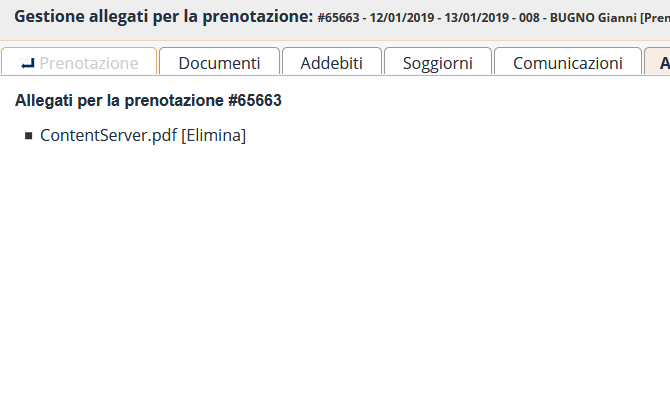 Gestione allegati per la prenotazione: #65663 - 12/01/2019 - 13/01/2019 - 008 - BUGNO Gianni [Pren
Prenotazione Documenti Addebiti Soggiorni Comunicazioni A
Allegati per la prenotazione #65663
ContentServer.pdf [Elimina]